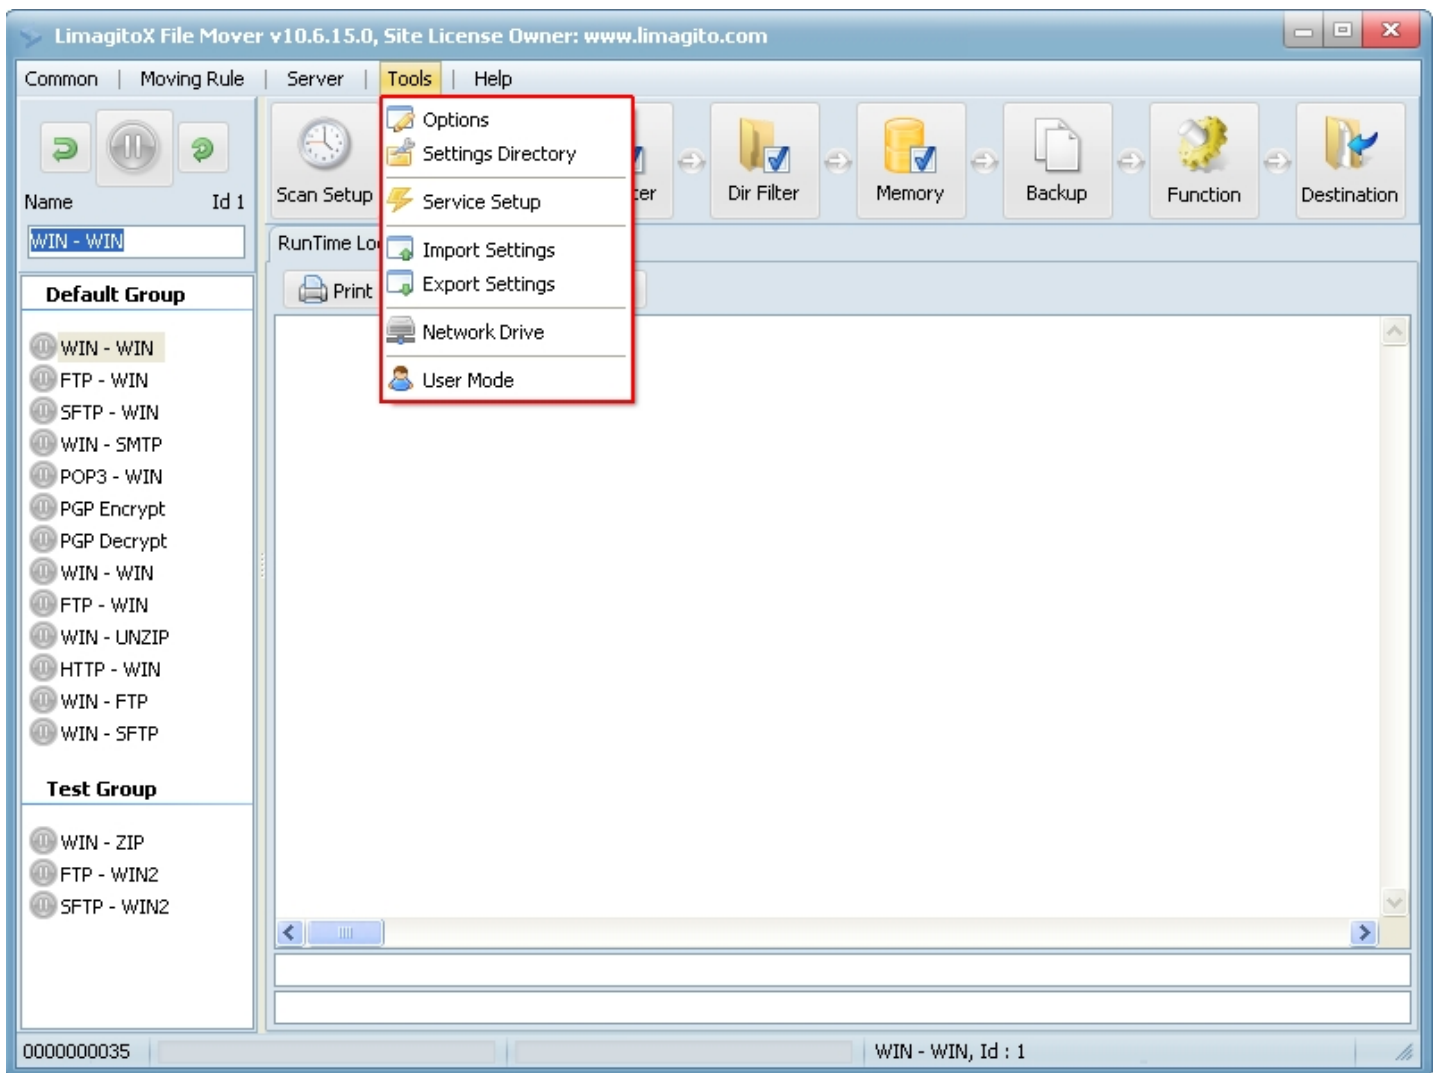 LimagitoX File Mover v10.6.15.0, Site License Owner: www.limagito.com
Common | Moving Rule | Server | Tools | Help
Options
Settings Directory
Service Setup
Import Settings
Export Settings
Network Drive
User Mode
Name Id 1
WIN - WIN
Scan Setup
Dir Filter
Memory
Backup
Function
Destination
RunTime Lo
Print
Default Group
WIN - WIN
FTP - WIN
SFTP - WIN
WIN - SMTP
POP3 - WIN
PGP Encrypt
PGP Decrypt
WIN - WIN
FTP - WIN
WIN - UNZIP
HTTP - WIN
WIN - FTP
WIN - SFTP
Test Group
WIN - ZIP
FTP - WIN2
SFTP - WIN2
0000000035
WIN - WIN, Id : 1